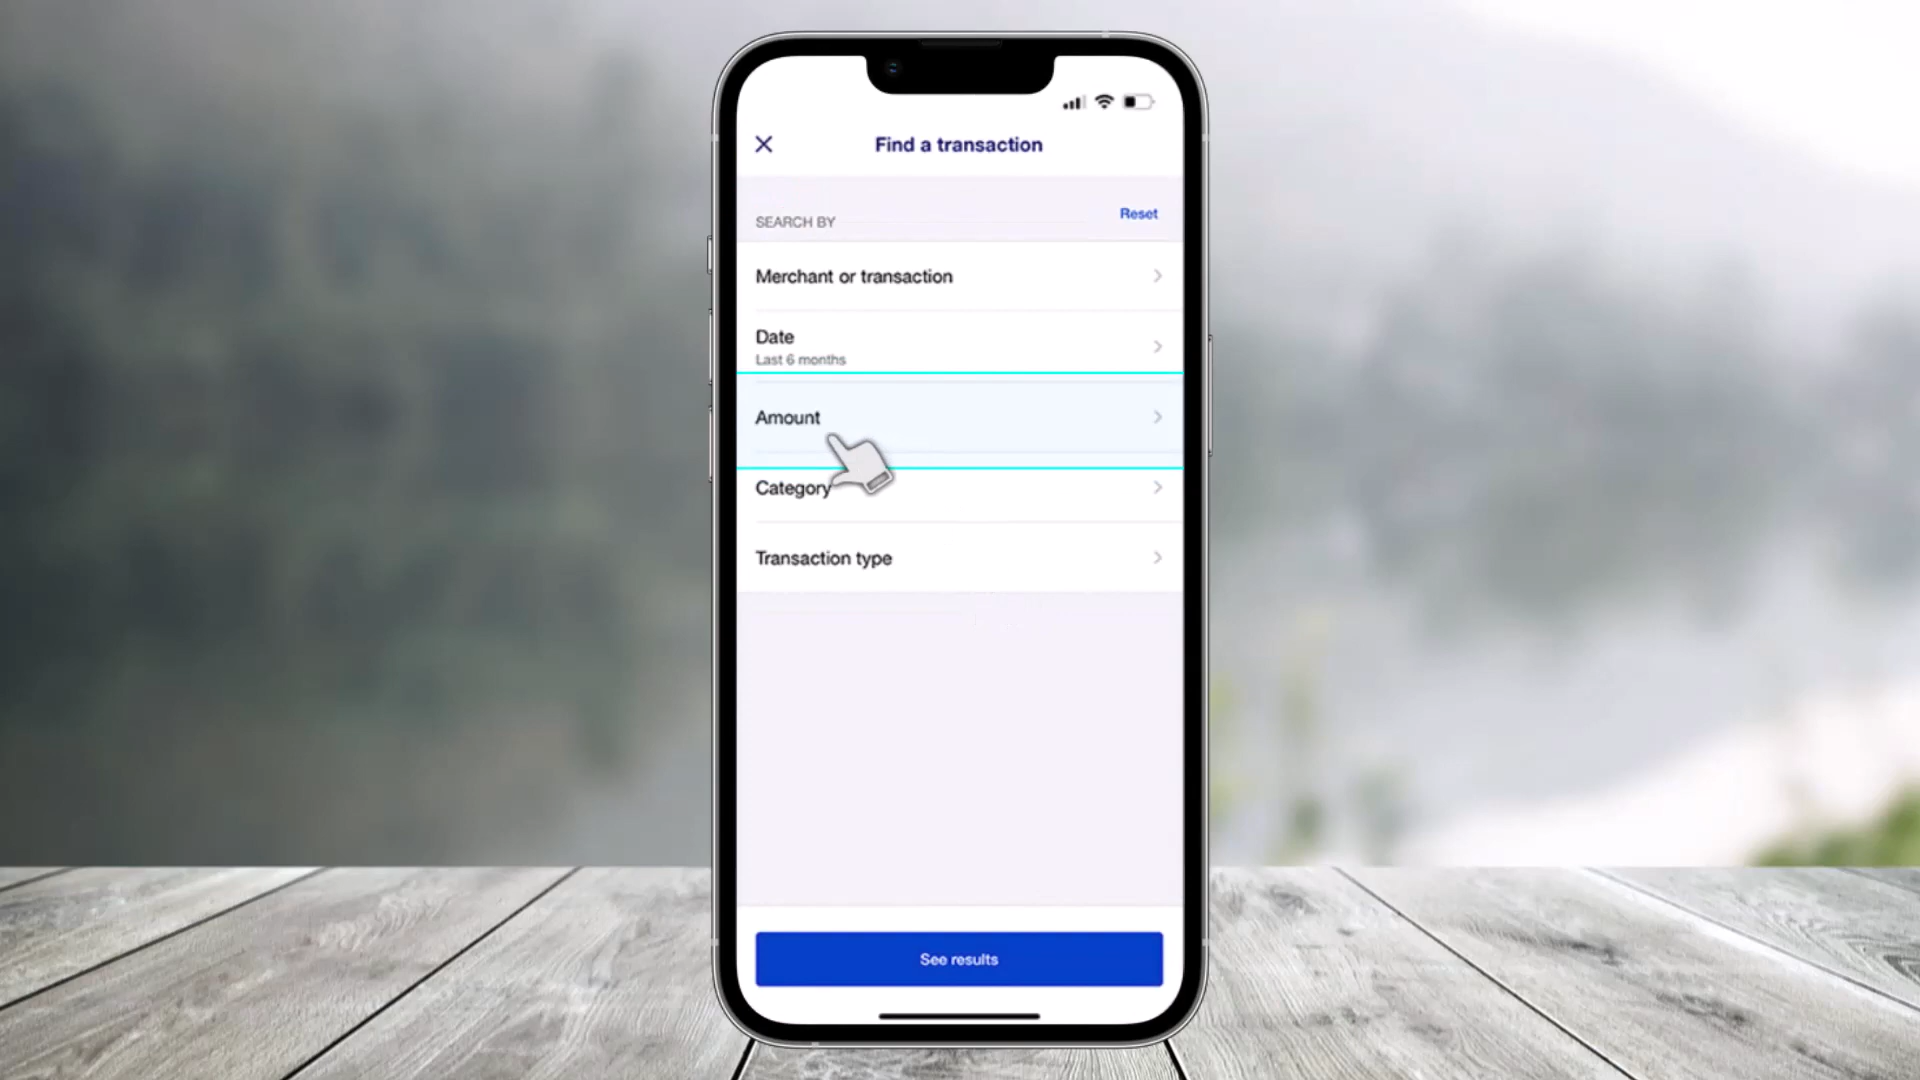 Find a transaction
SEARCH BY
Reset
Merchant or transaction
Date
Last 6 months
Amount
Category
Transaction type
See results